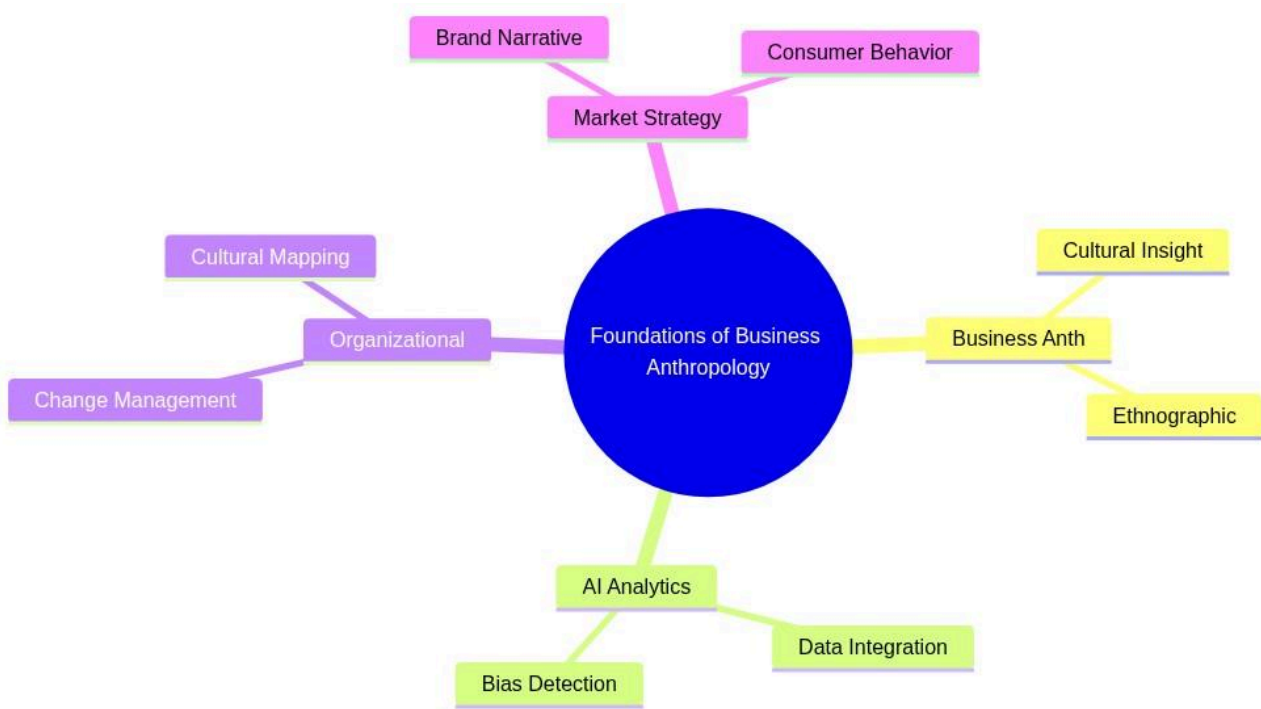 Brand Narrative
Consumer Behavior
Market Strategy
Cultural Mapping
Cultural Insight
Organizational
Foundations of Business
Anthropology
Business Anth
Change Management
Ethnographic
AI Analytics
Data Integration
Bias Detection